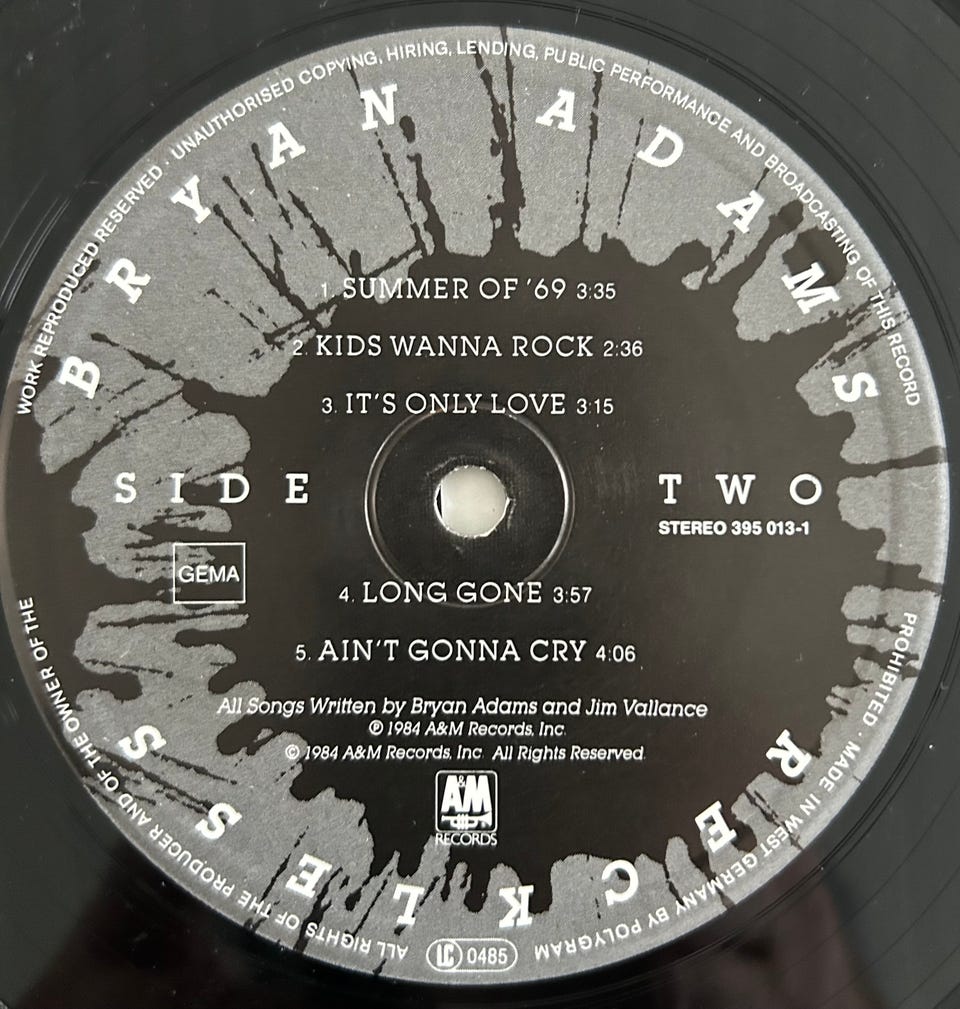 ALL RIGHTS OF THE PRODUCER AND OF THE OWNER OF THE WORK REPRODUCED RESERVED · UNAUTHORISED COPYING, HIRING, LENDING, PUBLIC PERFORMANCE AND BROADCASTING OF THIS RECORD PROHIBITED · MADE IN WEST GERMANY BY POLYGRAM
BRYAN ADAMS
1. SUMMER OF '69 3:35
2. KIDS WANNA ROCK 2:36
3. IT'S ONLY LOVE 3:15
SIDE TWO
STEREO 395 013-1
GEMA
4. LONG GONE 3:57
5. AIN'T GONNA CRY 4:06
All Songs Written by Bryan Adams and Jim Vallance
℗ 1984 A&M Records, Inc.
© 1984 A&M Records, Inc. All Rights Reserved.
A&M
RECORDS
RECKLESS
LC 0485